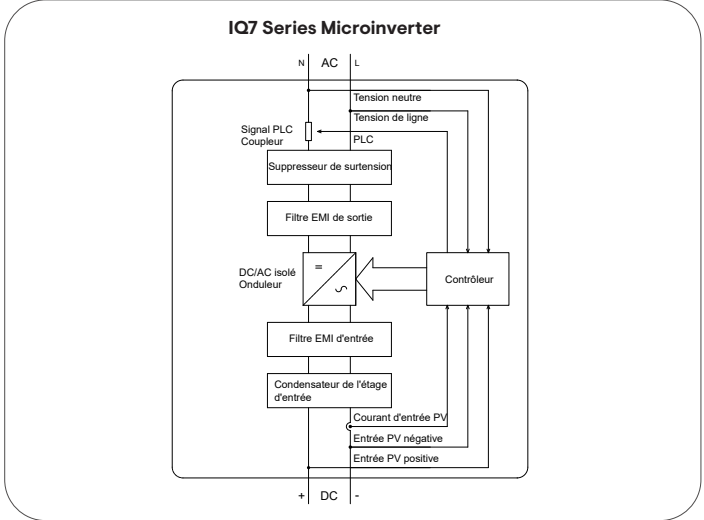 IQ7 Series Microinverter
N AC L
Tension neutre
Tension de ligne
Signal PLC
Coupleur
PLC
Suppresseur de surtension
Filtre EMI de sortie
DC/AC isolé
Onduleur
=
∿
Contrôleur
Filtre EMI d'entrée
Condensateur de l'étage
d'entrée
Courant d'entrée PV
Entrée PV négative
Entrée PV positive
+ DC -